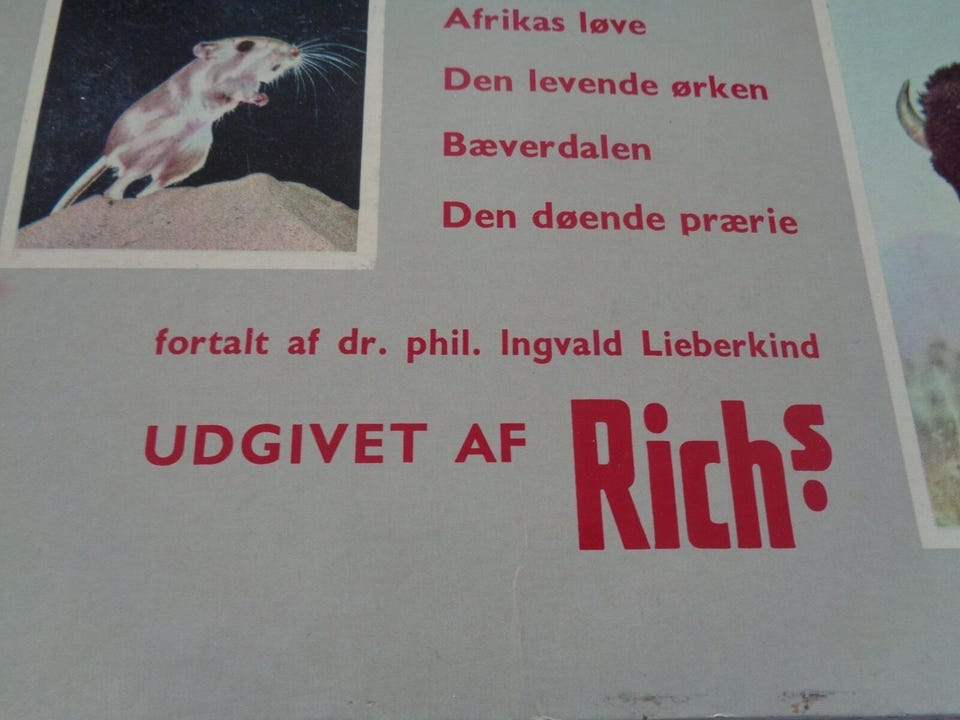 Afrikas løve
Den levende ørken
Bæverdalen
Den døende prærie
fortalt af dr. phil. Ingvald Lieberkind
UDGIVET AF Richs.